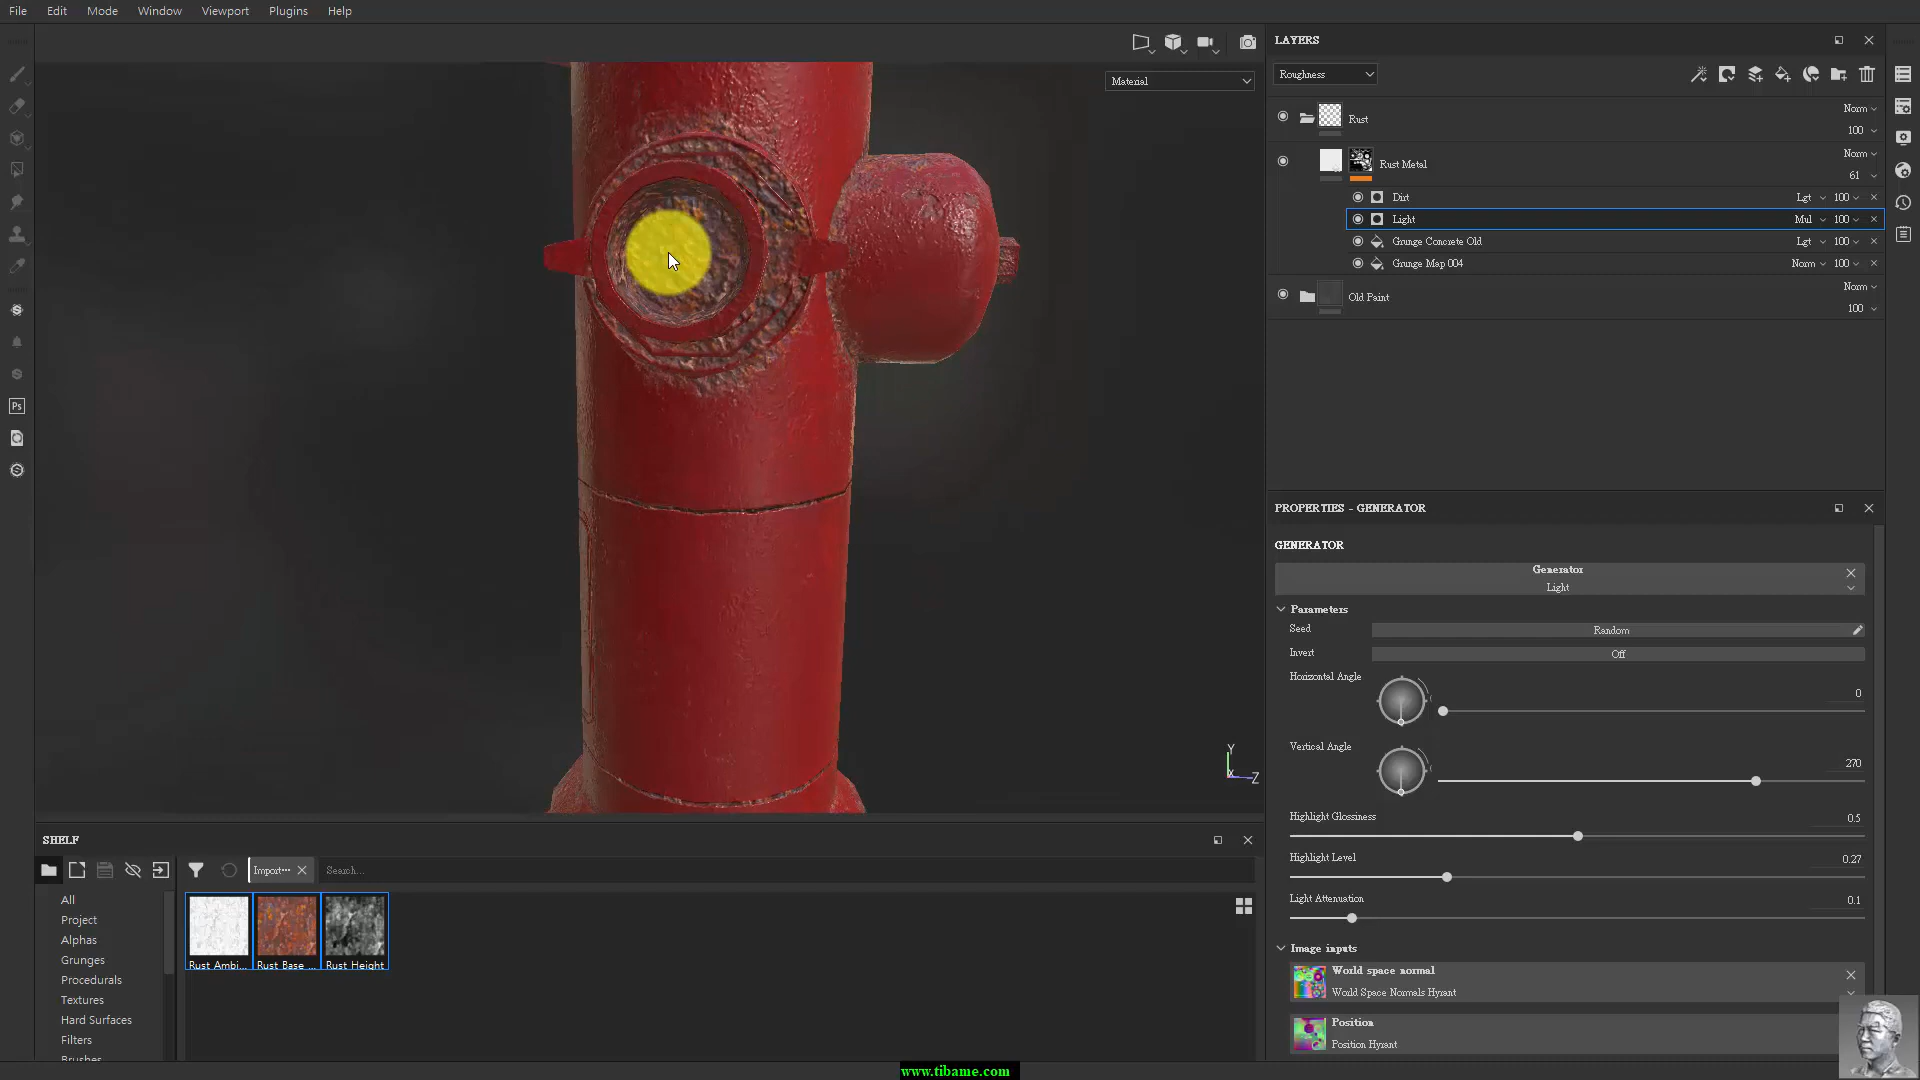 File Edit Mode Window Viewport Plugins Help
Material
LAYERS
Roughness
Rust Norm 100
Rust Metal Norm 61
Dirt Lgt 100
Light Mul 100
Grunge Concrete Old Lgt 100
Grunge Map 004 Norm 100
Old Paint Norm 100
Ps
PROPERTIES - GENERATOR
GENERATOR
Generator
Light
Parameters
Seed Random
Invert Off
Horizontal Angle 0
Vertical Angle 270
Highlight Glossiness 0.5
Highlight Level 0.27
Light Attenuation 0.1
Image inputs
World space normal
World Space Normals Hyrant
Position
Position Hyrant
Y
X Z
SHELF
Import··· Search...
All
Project
Alphas
Grunges
Procedurals
Textures
Hard Surfaces
Filters
Brushes
Rust Ambi... Rust Base ... Rust Height
www.tibame.com